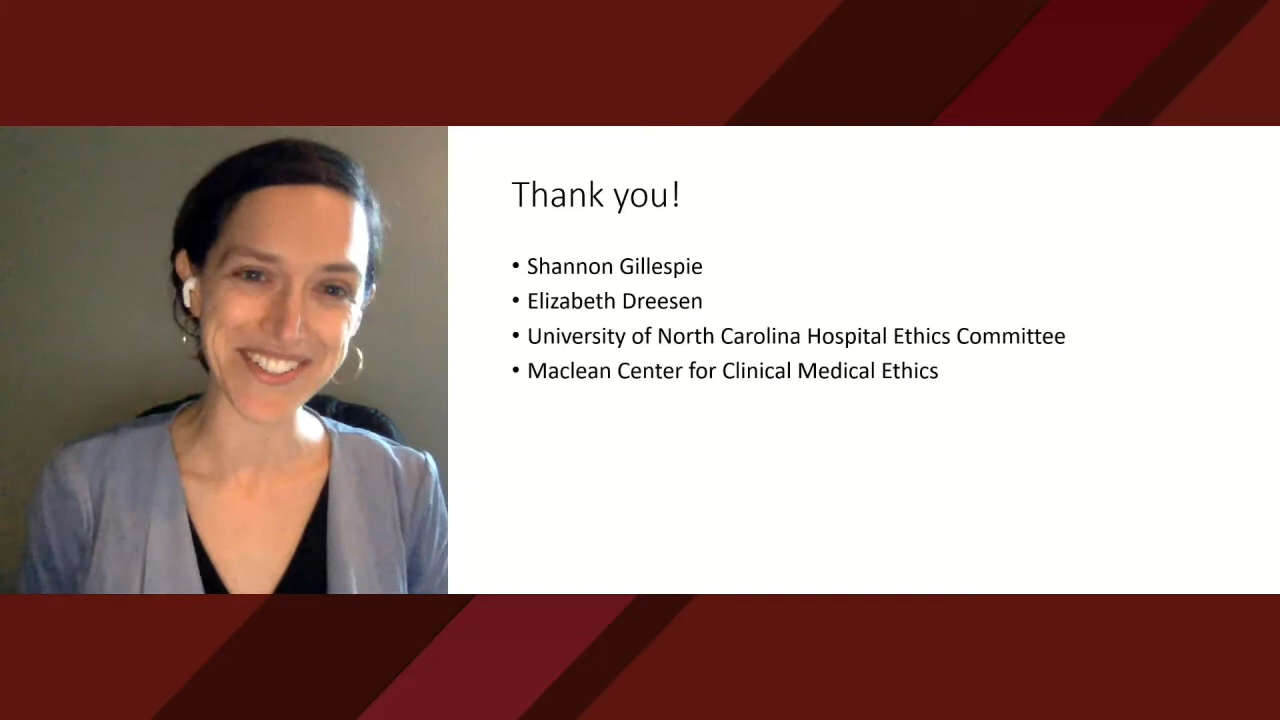 Thank you!
• Shannon Gillespie
• Elizabeth Dreesen
• University of North Carolina Hospital Ethics Committee
• Maclean Center for Clinical Medical Ethics